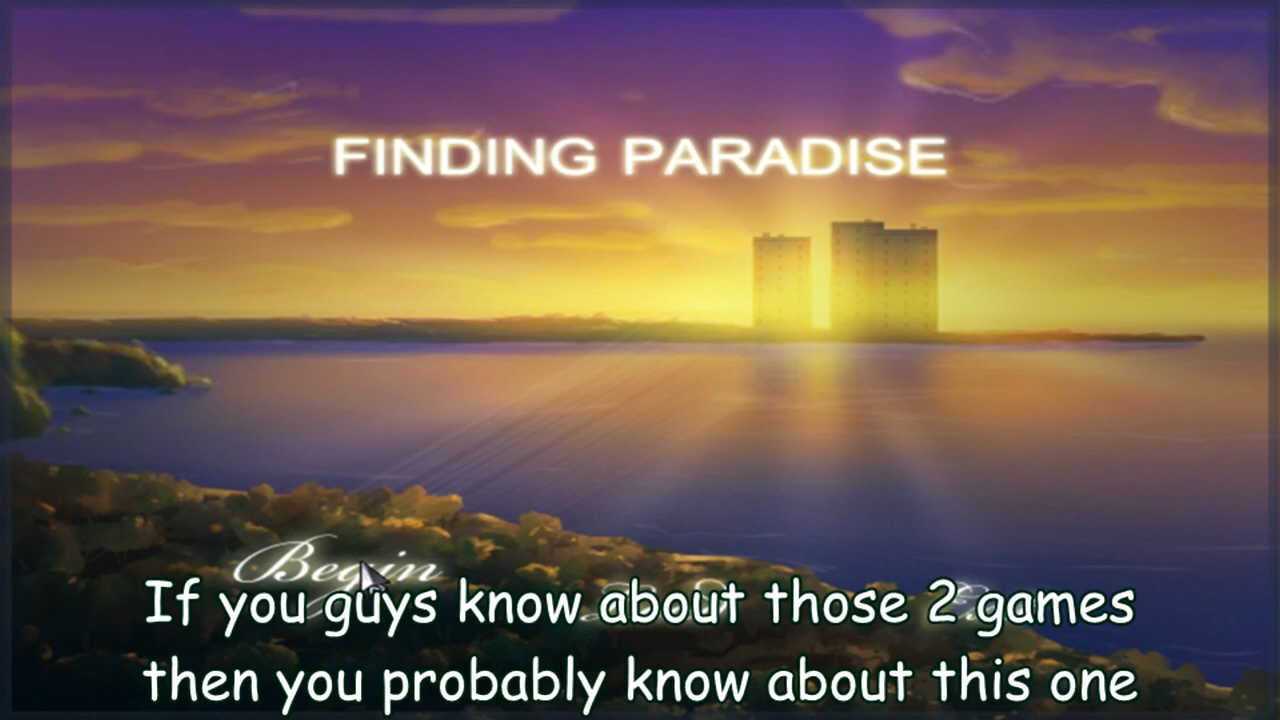 FINDING PARADISE
Begin
If you guys know about those 2 games
then you probably know about this one